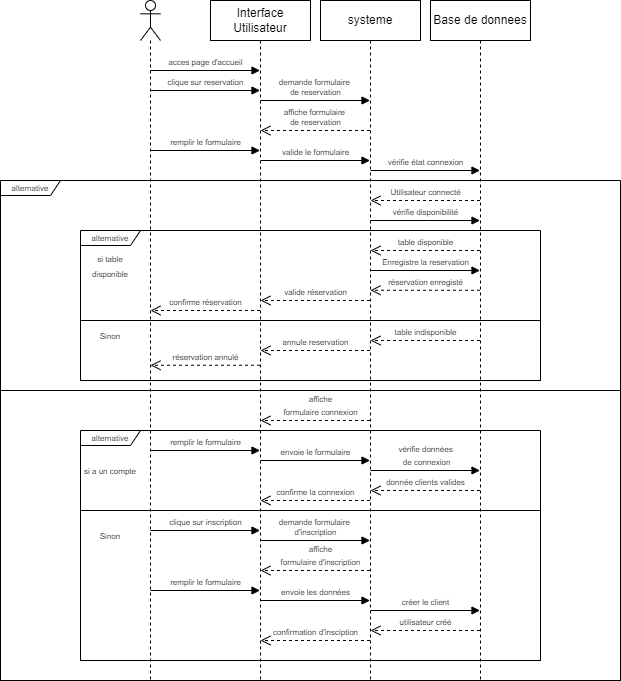 Interface
Utilisateur
systeme
Base de donnees
acces page d'accueil
clique sur reservation
demande formulaire
de reservation
affiche formulaire
de reservation
remplir le formulaire
valide le formulaire
vérifie état connexion
alternative
Utilisateur connecté
vérifie disponibilité
alternative
si table
disponible
table disponible
Enregistre la reservation
réservation enregisté
valide réservation
confirme réservation
Sinon
table indisponible
annule reservation
réservation annulé
affiche
formulaire connexion
alternative
si a un compte
remplir le formulaire
envoie le formulaire
vérifie données
de connexion
donnée clients valides
confirme la connexion
Sinon
clique sur inscription
demande formulaire
d'inscription
affiche
formulaire d'inscription
remplir le formulaire
envoie les données
créer le client
utilisateur créé
confirmation d'insciption